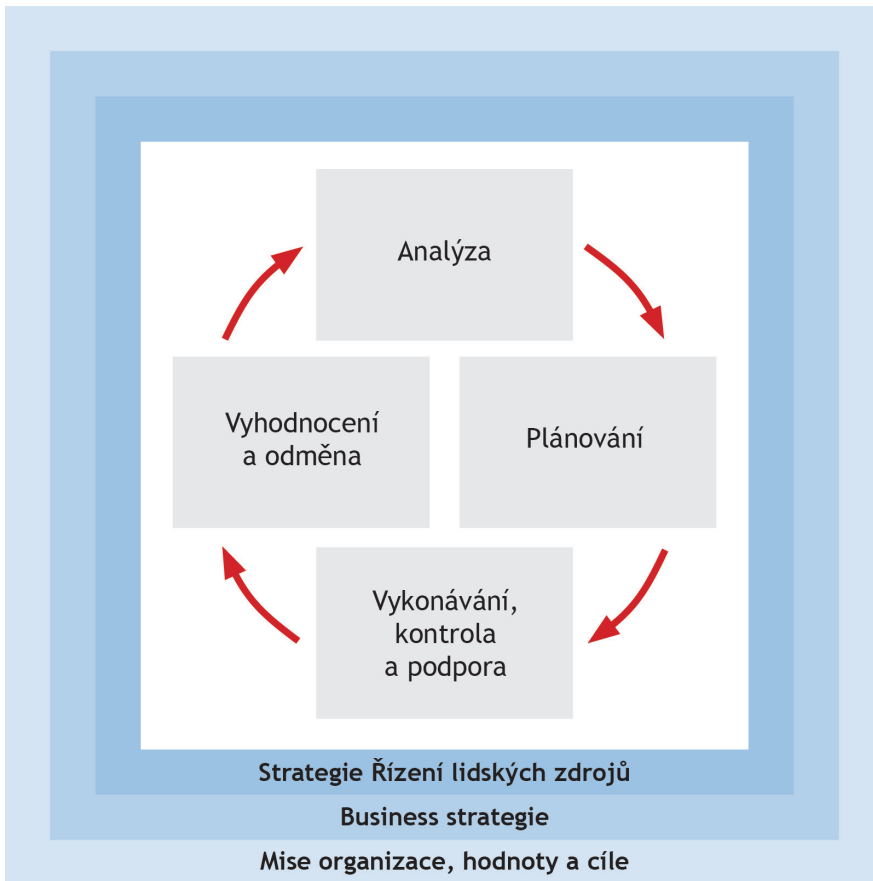 Analýza
Vyhodnocení
a odměna
Plánování
Vykonávání,
kontrola
a podpora
Strategie Řízení lidských zdrojů
Business strategie
Mise organizace, hodnoty a cíle